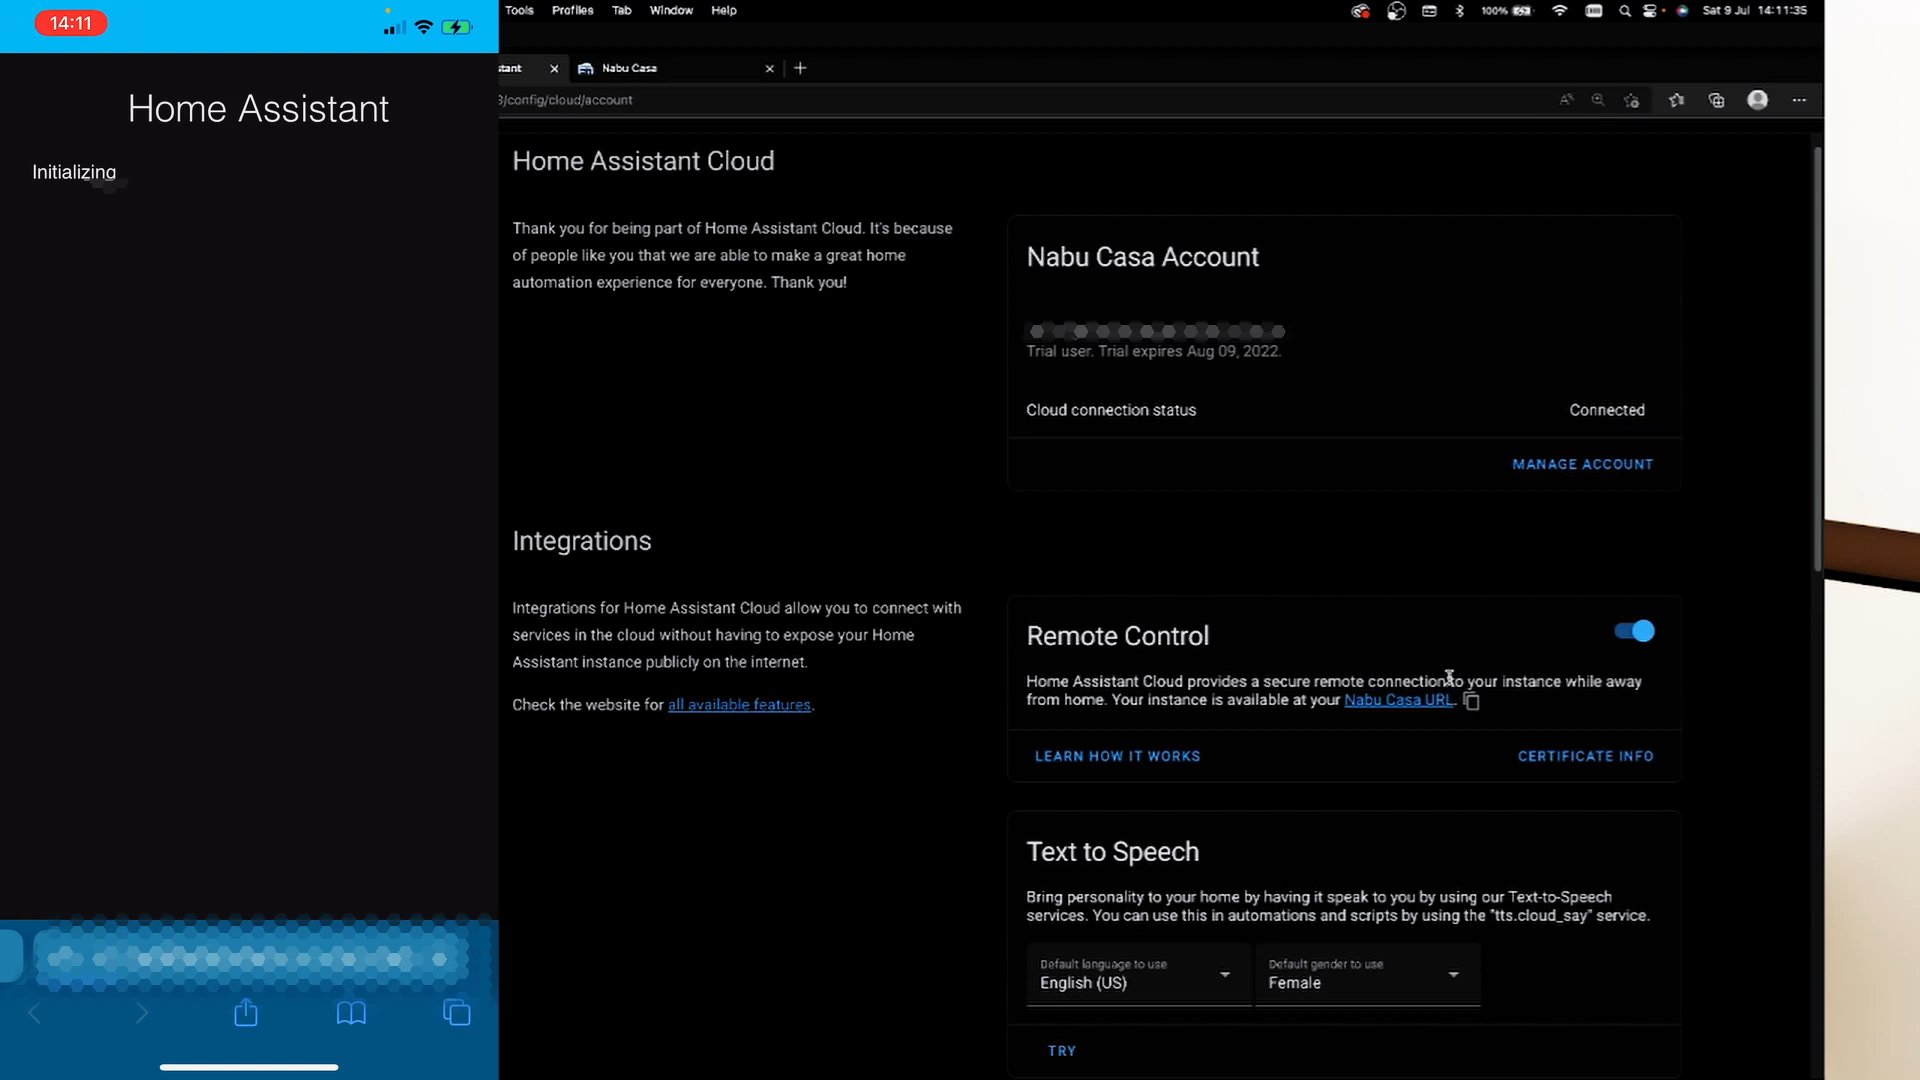 14:11
Home Assistant
Initializing
Tools Profiles Tab Window Help
100% Sat 9 Jul 14:11:35
stant Nabu Casa
/config/cloud/account
Home Assistant Cloud
Thank you for being part of Home Assistant Cloud. It's because
of people like you that we are able to make a great home
automation experience for everyone. Thank you!
Nabu Casa Account
Trial user. Trial expires Aug 09, 2022.
Cloud connection status Connected
MANAGE ACCOUNT
Integrations
Integrations for Home Assistant Cloud allow you to connect with
services in the cloud without having to expose your Home
Assistant instance publicly on the internet.
Check the website for all available features.
Remote Control
Home Assistant Cloud provides a secure remote connection to your instance while away
from home. Your instance is available at your Nabu Casa URL.
LEARN HOW IT WORKS CERTIFICATE INFO
Text to Speech
Bring personality to your home by having it speak to you by using our Text-to-Speech
services. You can use this in automations and scripts by using the "tts.cloud_say" service.
Default language to use
English (US)
Default gender to use
Female
TRY